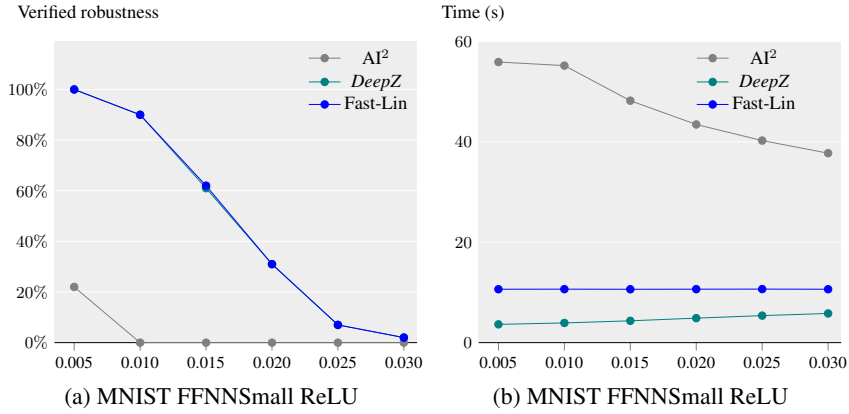 Verified robustness
100%
80%
60%
40%
20%
0%
0.005 0.010 0.015 0.020 0.025 0.030
AI²
DeepZ
Fast-Lin
(a) MNIST FFNNSmall ReLU
Time (s)
60
40
20
0
0.005 0.010 0.015 0.020 0.025 0.030
AI²
DeepZ
Fast-Lin
(b) MNIST FFNNSmall ReLU